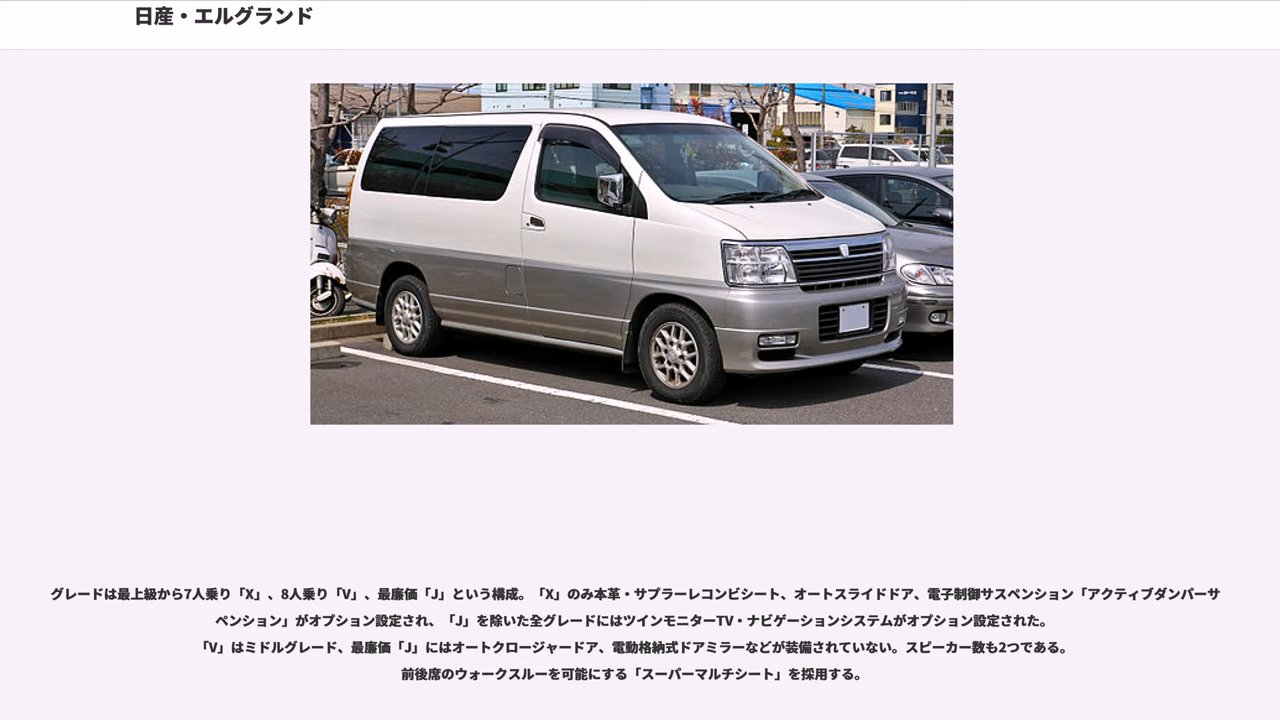 日産・エルグランド
グレードは最上級から7人乗り「X」、8人乗り「V」、最廉価「J」という構成。「X」のみ本革・サプラーレコンビシート、オートスライドドア、電子制御サスペンション「アクティブダンパーサ
ペンション」がオプション設定され、「J」を除いた全グレードにはツインモニターTV・ナビゲーションシステムがオプション設定された。
「V」はミドルグレード、最廉価「J」にはオートクロージャードア、電動格納式ドアミラーなどが装備されていない。スピーカー数も2つである。
前後席のウォークスルーを可能にする「スーパーマルチシート」を採用する。